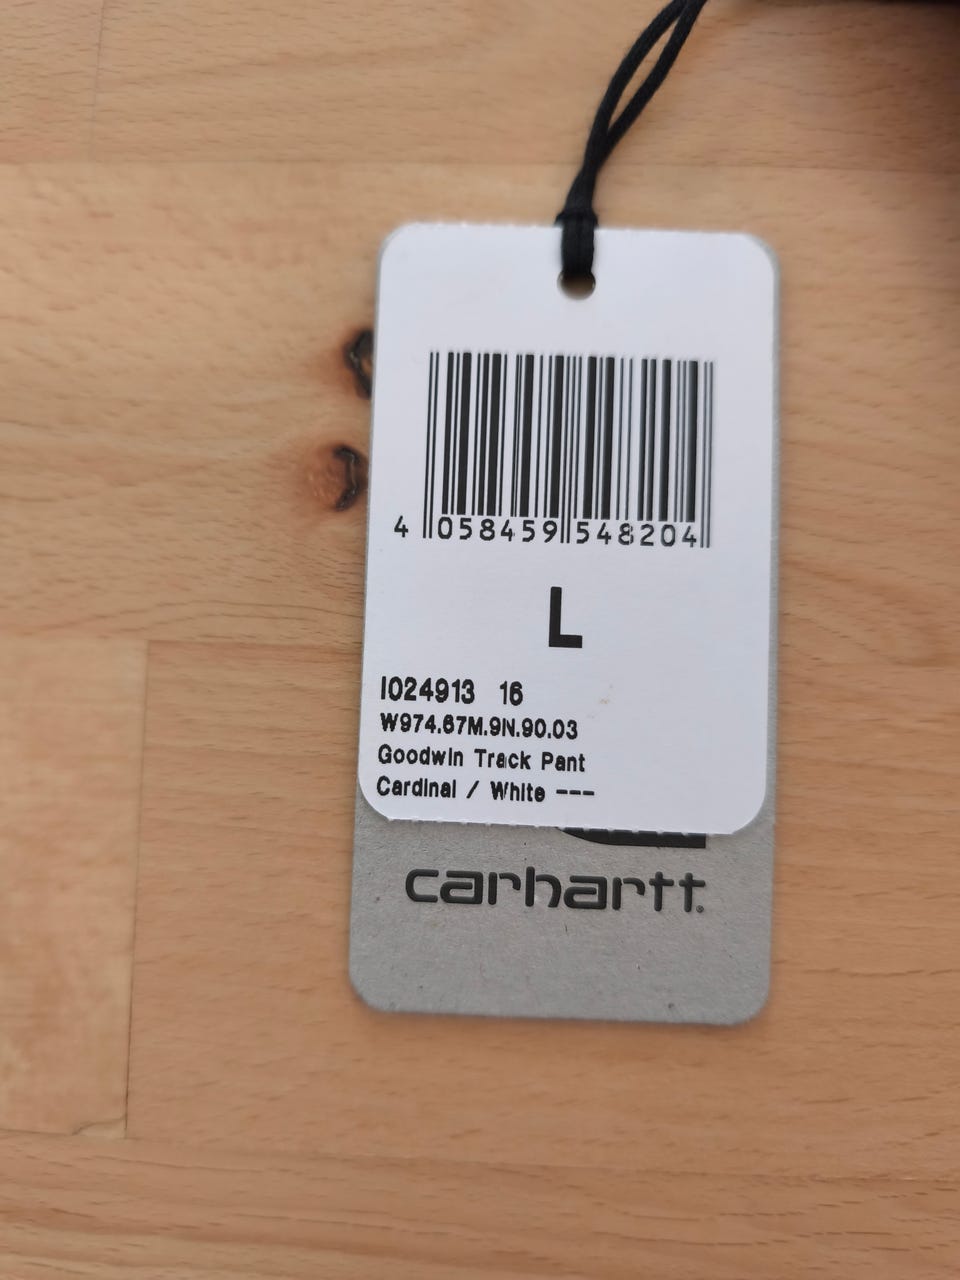 4 058459 548204
L
I024913 16
W974.67M.9N.90.03
Goodwin Track Pant
Cardinal / White ---
carhartt®